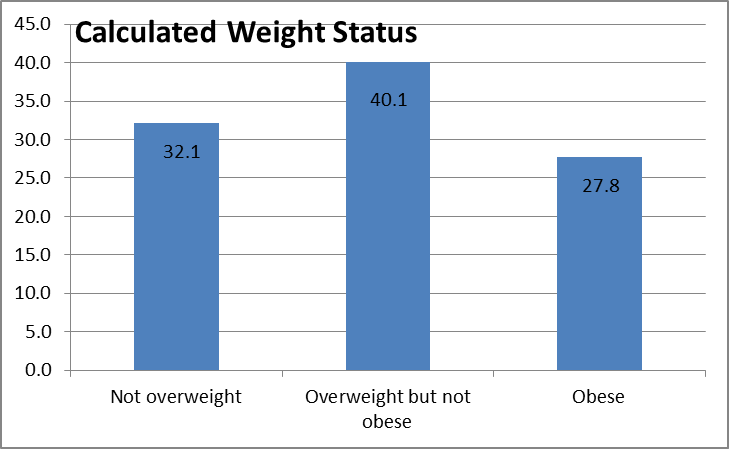 Calculated Weight Status
45.0
40.0
35.0
30.0
25.0
20.0
15.0
10.0
5.0
0.0
32.1
40.1
27.8
Not overweight
Overweight but not
obese
Obese